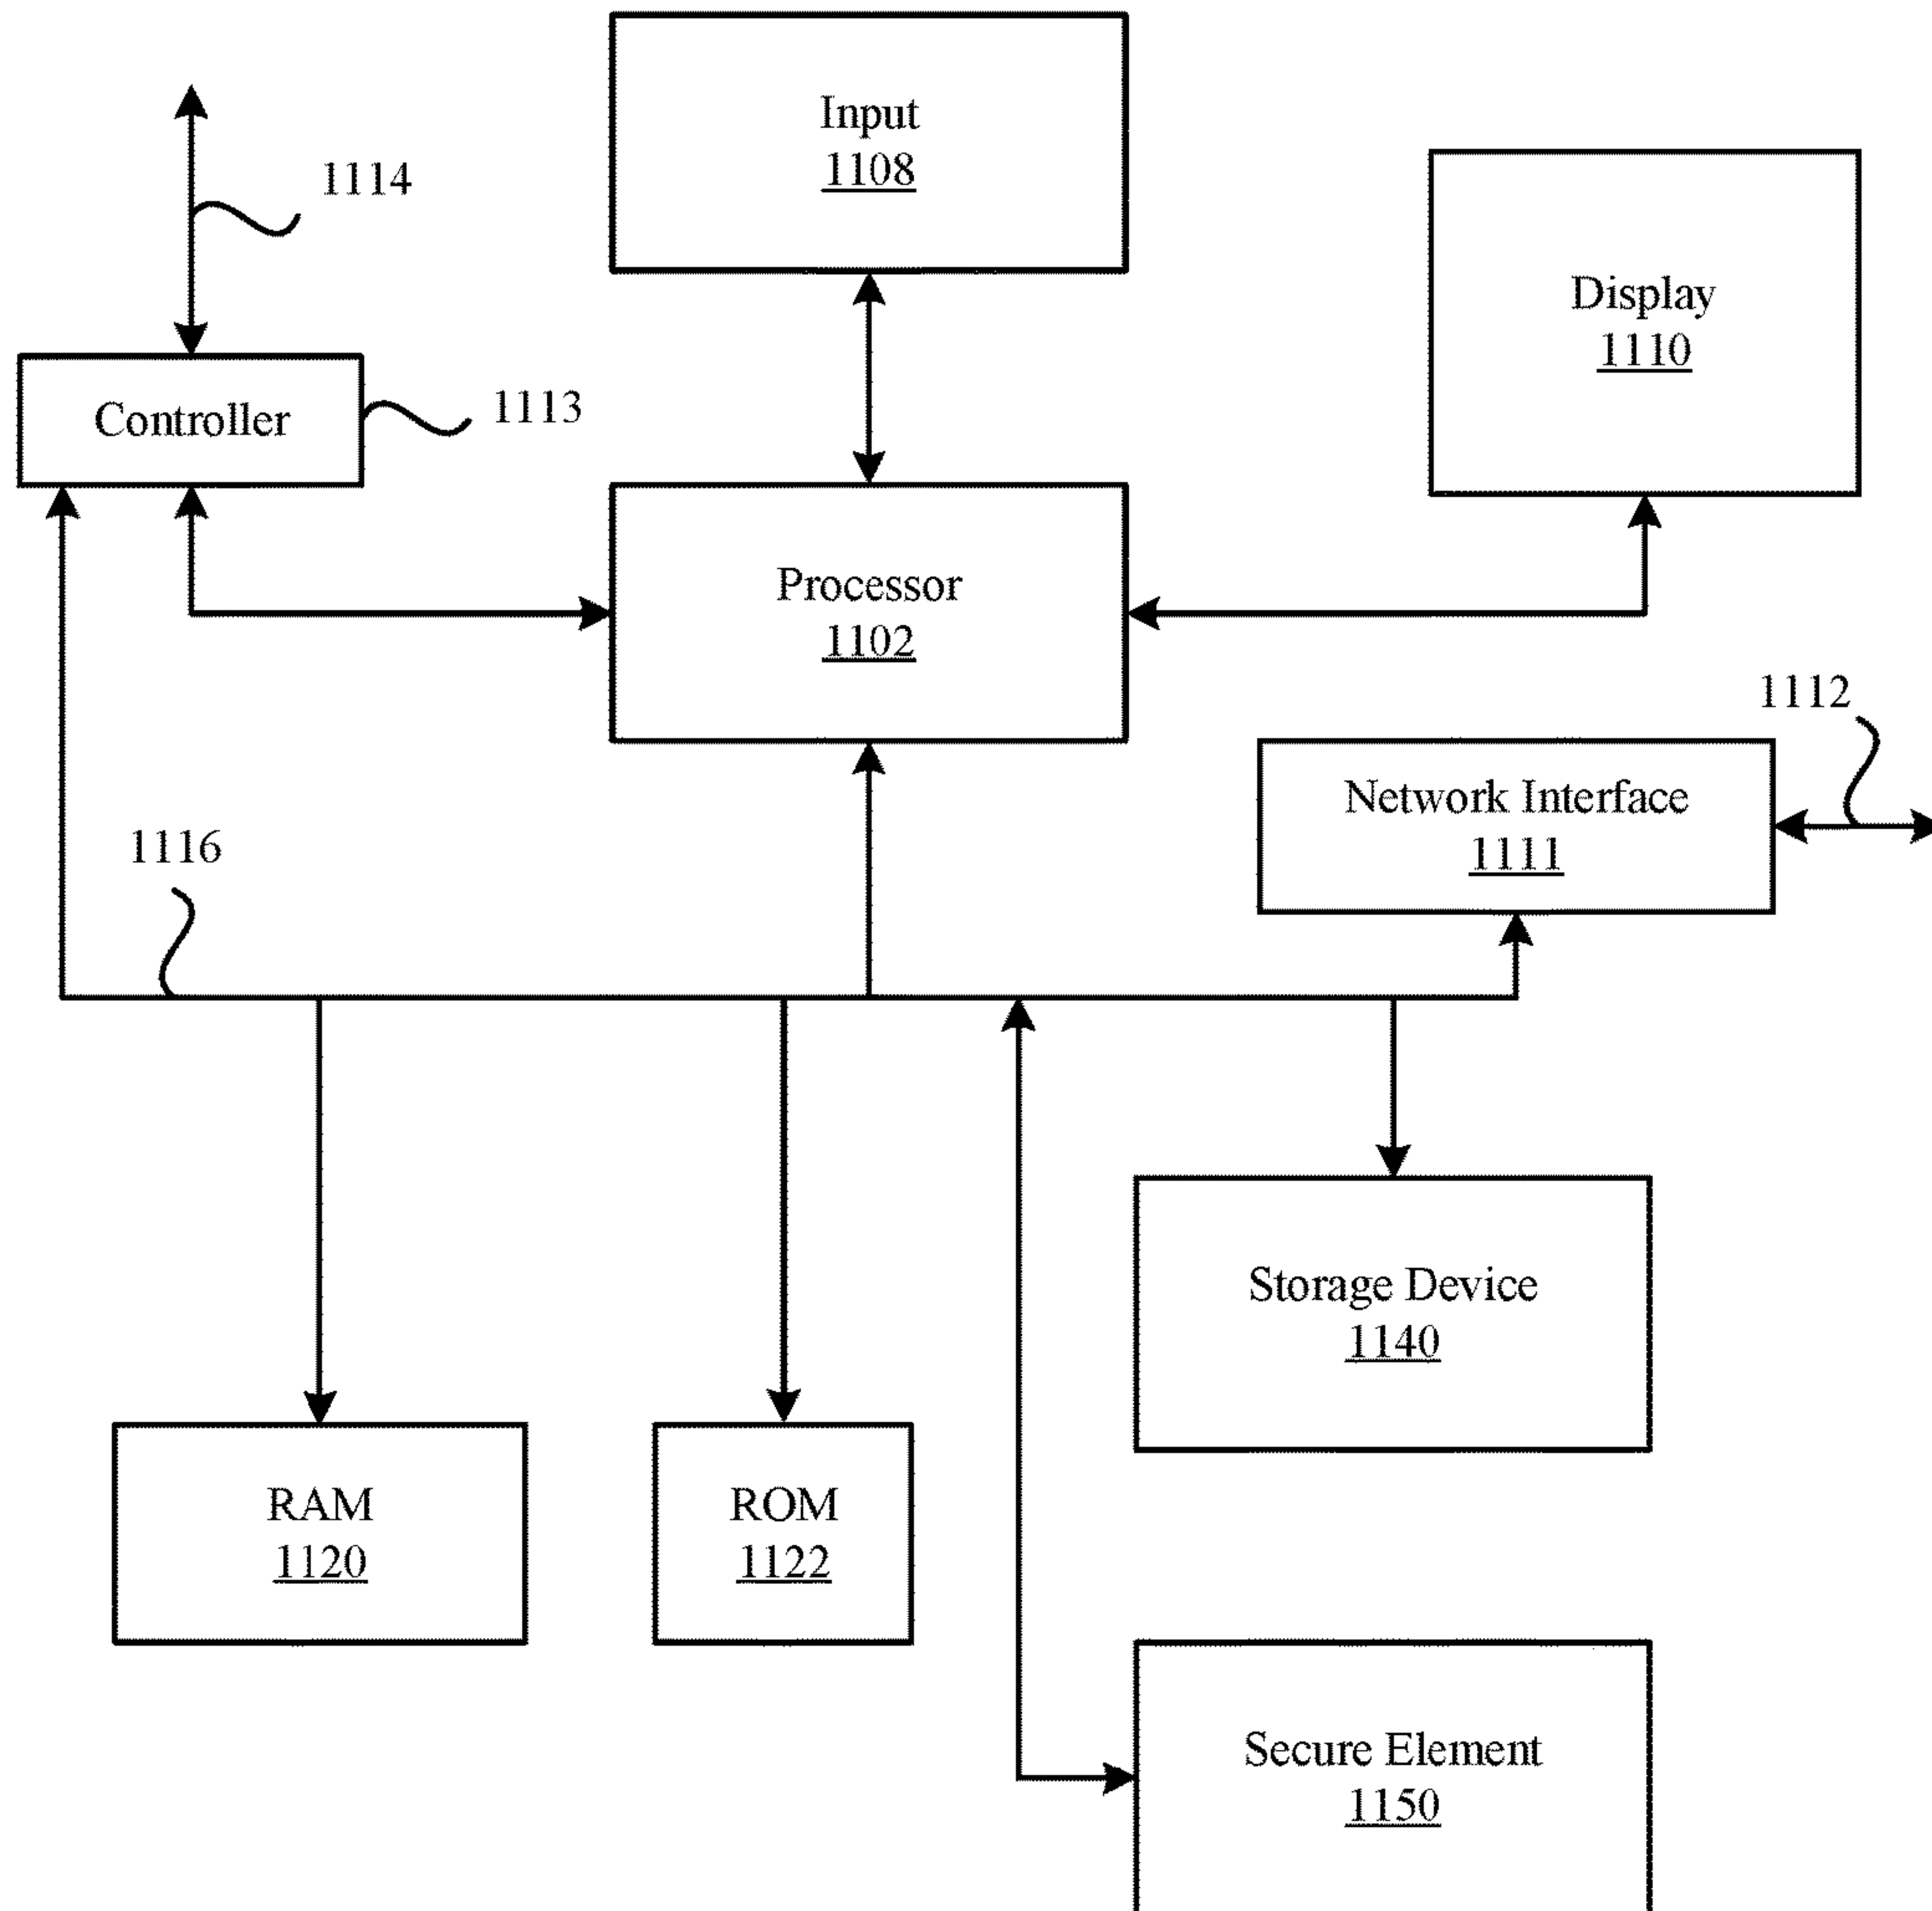 Input
1108
1114
Display
1110
Controller
1113
Processor
1102
1112
Network Interface
1111
1116
Storage Device
1140
RAM
1120
ROM
1122
Secure Element
1150